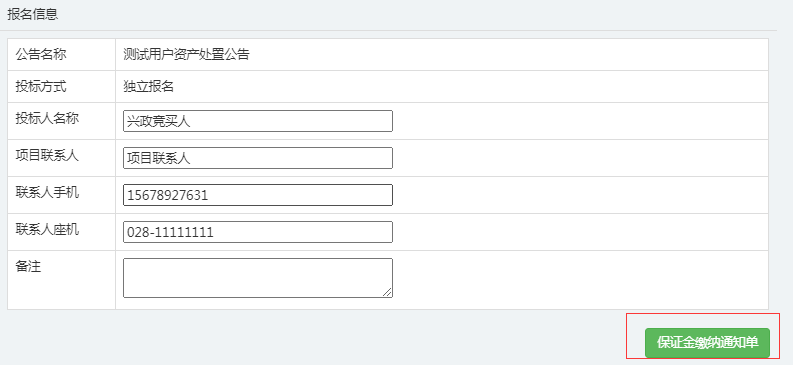 报名信息
公告名称 测试用户资产处置公告
投标方式 独立报名
投标人名称 兴政竞买人
项目联系人 项目联系人
联系人手机 15678927631
联系人座机 028-11111111
备注
保证金缴纳通知单